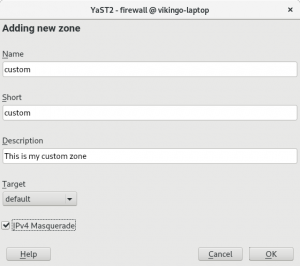 YaST2 - firewall @ vikingo-laptop ×
Adding new zone
Name
custom
Short
custom
Description
This is my custom zone
Target
default
IPv4 Masquerade
Help Cancel OK